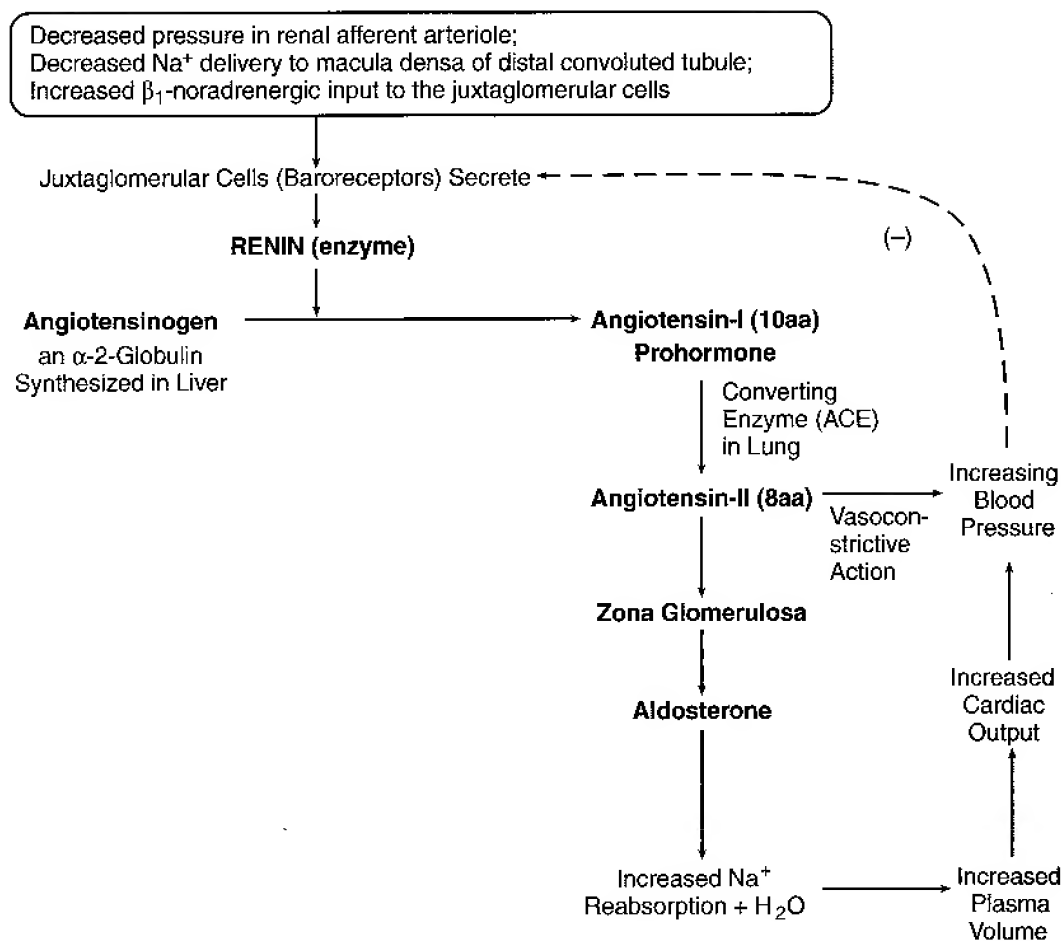 Decreased pressure in renal afferent arteriole;
Decreased Na⁺ delivery to macula densa of distal convoluted tubule;
Increased β₁-noradrenergic input to the juxtaglomerular cells
Juxtaglomerular Cells (Baroreceptors) Secrete
(–)
RENIN (enzyme)
Angiotensinogen
an α-2-Globulin
Synthesized in Liver
Angiotensin-I (10aa)
Prohormone
Converting
Enzyme (ACE)
in Lung
Angiotensin-II (8aa)
Vasocon-
strictive
Action
Increasing
Blood
Pressure
Zona Glomerulosa
Aldosterone
Increased
Cardiac
Output
Increased Na⁺
Reabsorption + H₂O
Increased
Plasma
Volume